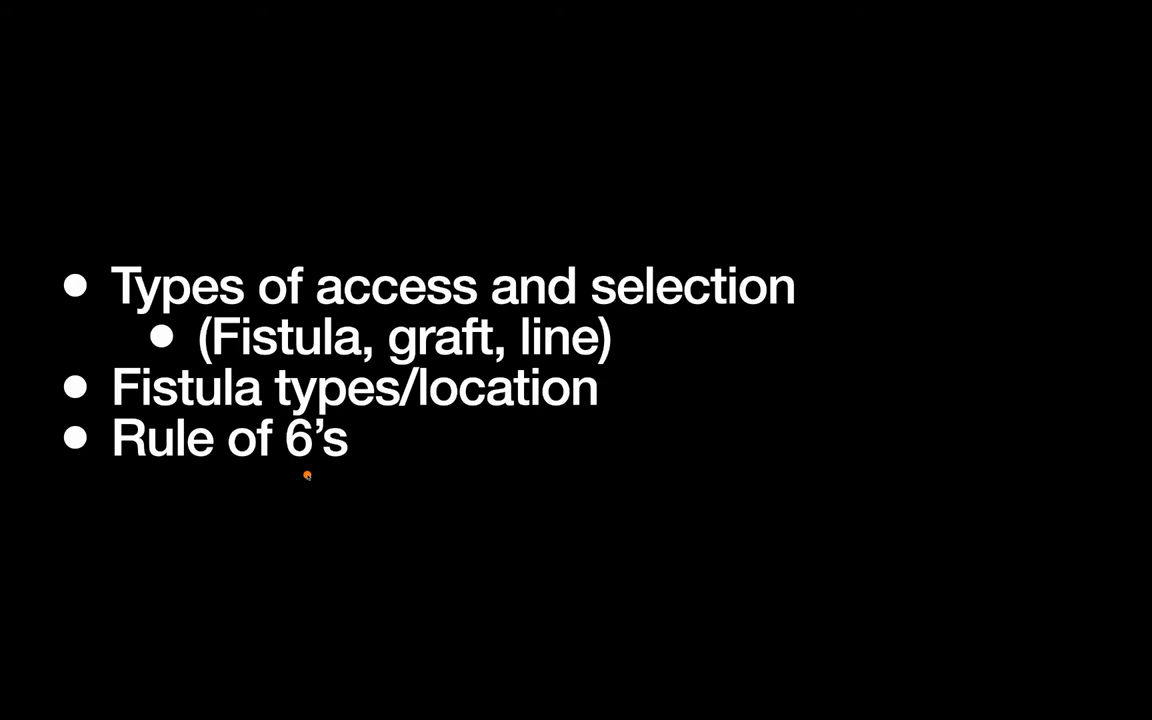 • Types of access and selection
• (Fistula, graft, line)
• Fistula types/location
• Rule of 6’s